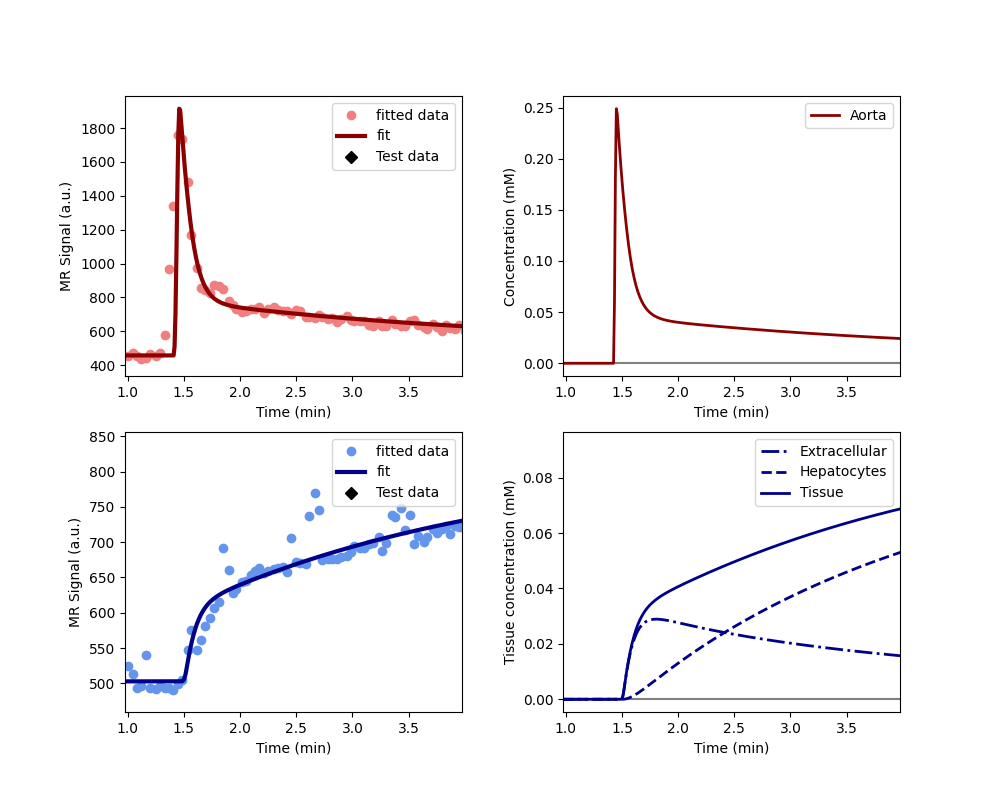 MR Signal (a.u.)
1800
1600
1400
1200
1000
800
600
400
fitted data
fit
Test data
1.0 1.5 2.0 2.5 3.0 3.5
Time (min)
Concentration (mM)
0.25
0.20
0.15
0.10
0.05
0.00
Aorta
1.0 1.5 2.0 2.5 3.0 3.5
Time (min)
MR Signal (a.u.)
850
800
750
700
650
600
550
500
fitted data
fit
Test data
1.0 1.5 2.0 2.5 3.0 3.5
Time (min)
Tissue concentration (mM)
0.08
0.06
0.04
0.02
0.00
Extracellular
Hepatocytes
Tissue
1.0 1.5 2.0 2.5 3.0 3.5
Time (min)